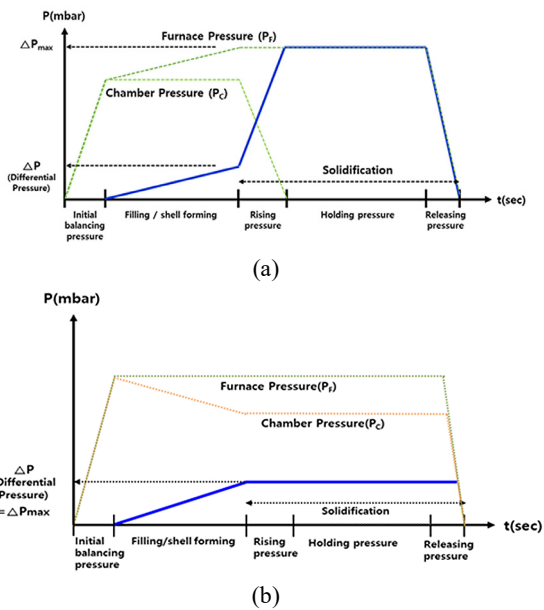 P(mbar)
△Pmax
Furnace Pressure (PF)
Chamber Pressure (PC)
△P
(Differential
Pressure)
Solidification
t(sec)
Initial
balancing
pressure
Filling / shell forming
Rising
pressure
Holding pressure
Releasing
pressure
(a)
P(mbar)
Furnace Pressure(PF)
Chamber Pressure(PC)
△P
Differential
Pressure)
= △Pmax
Solidification
t(sec)
Initial
balancing
pressure
Filling/shell forming
Rising
pressure
Holding pressure
Releasing
pressure
(b)